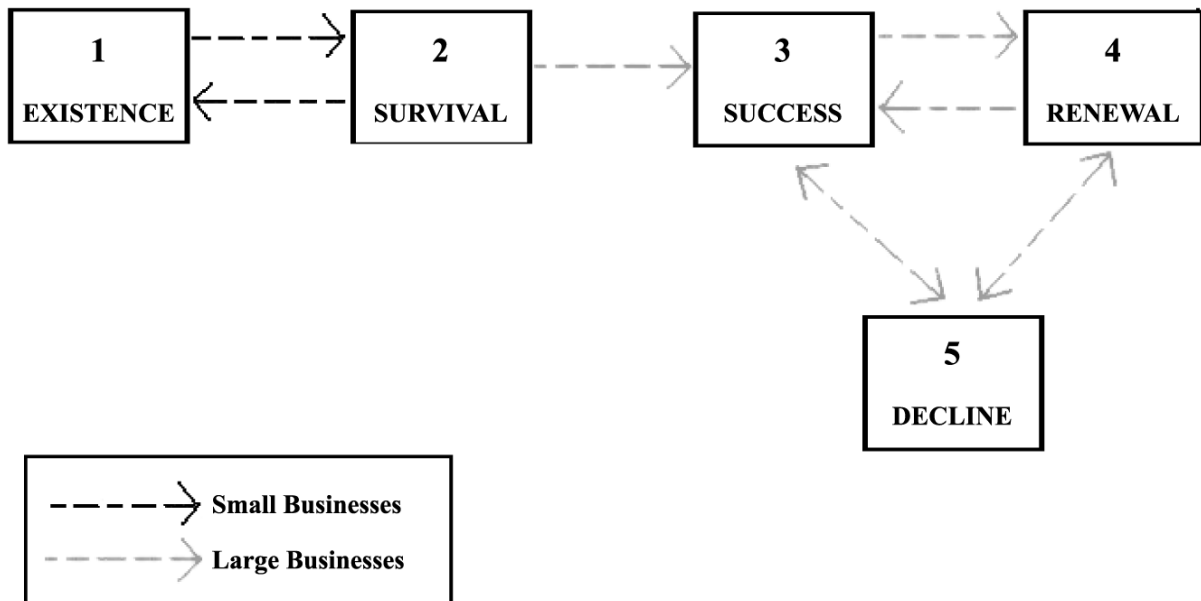 1
EXISTENCE
2
SURVIVAL
3
SUCCESS
4
RENEWAL
5
DECLINE
Small Businesses
Large Businesses